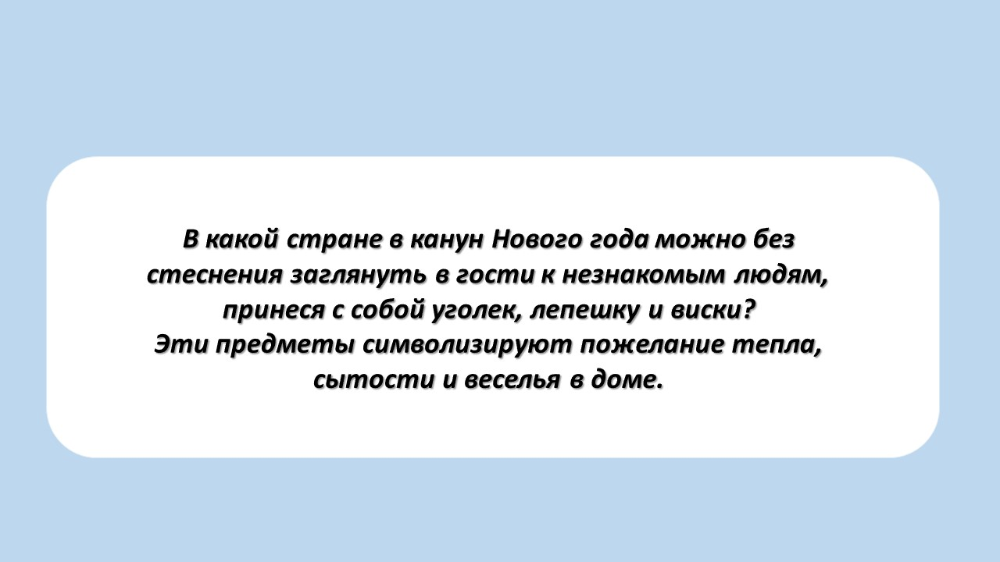 В какой стране в канун Нового года можно без
стеснения заглянуть в гости к незнакомым людям,
принеся с собой уголек, лепешку и виски?
Эти предметы символизируют пожелание тепла,
сытости и веселья в доме.